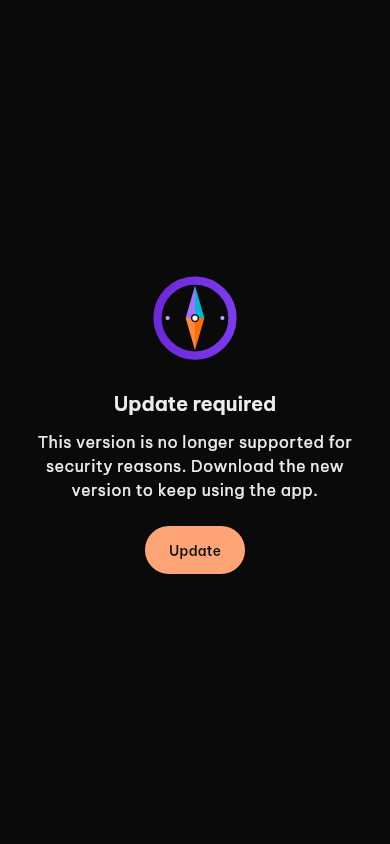 Update required
This version is no longer supported for
security reasons. Download the new
version to keep using the app.
Update